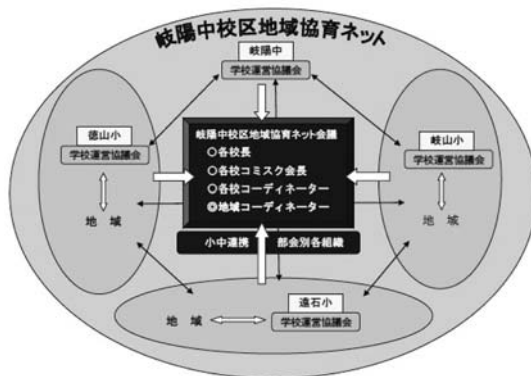 岐陽中校区地域協育ネット
岐陽中
学校運営協議会
徳山小
学校運営協議会
地 域
岐陽中校区地域協育ネット会議
○各校長
○各校コミスク会長
○各校コーディネーター
◎地域コーディネーター
小中連携 部会別各組織
岐山小
学校運営協議会
地 域
遠石小
地 域
学校運営協議会